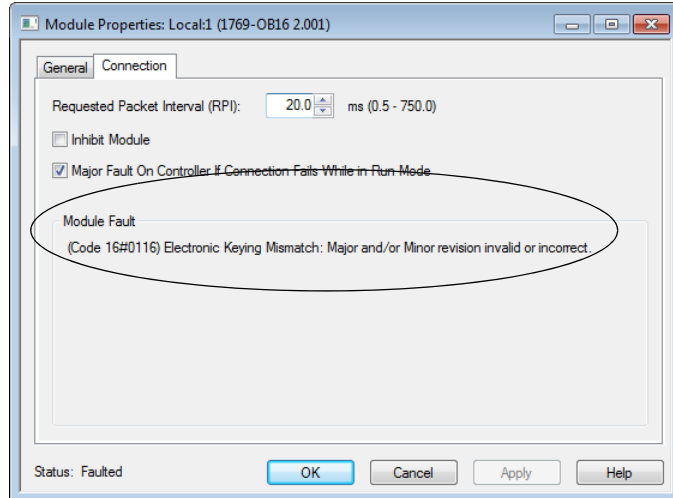 Module Properties: Local:1 (1769-OB16 2.001)
General Connection
Requested Packet Interval (RPI): 20.0 ms (0.5 - 750.0)
Inhibit Module
Major Fault On Controller If Connection Fails While in Run Mode
Module Fault
(Code 16#0116) Electronic Keying Mismatch: Major and/or Minor revision invalid or incorrect.
Status: Faulted OK Cancel Apply Help